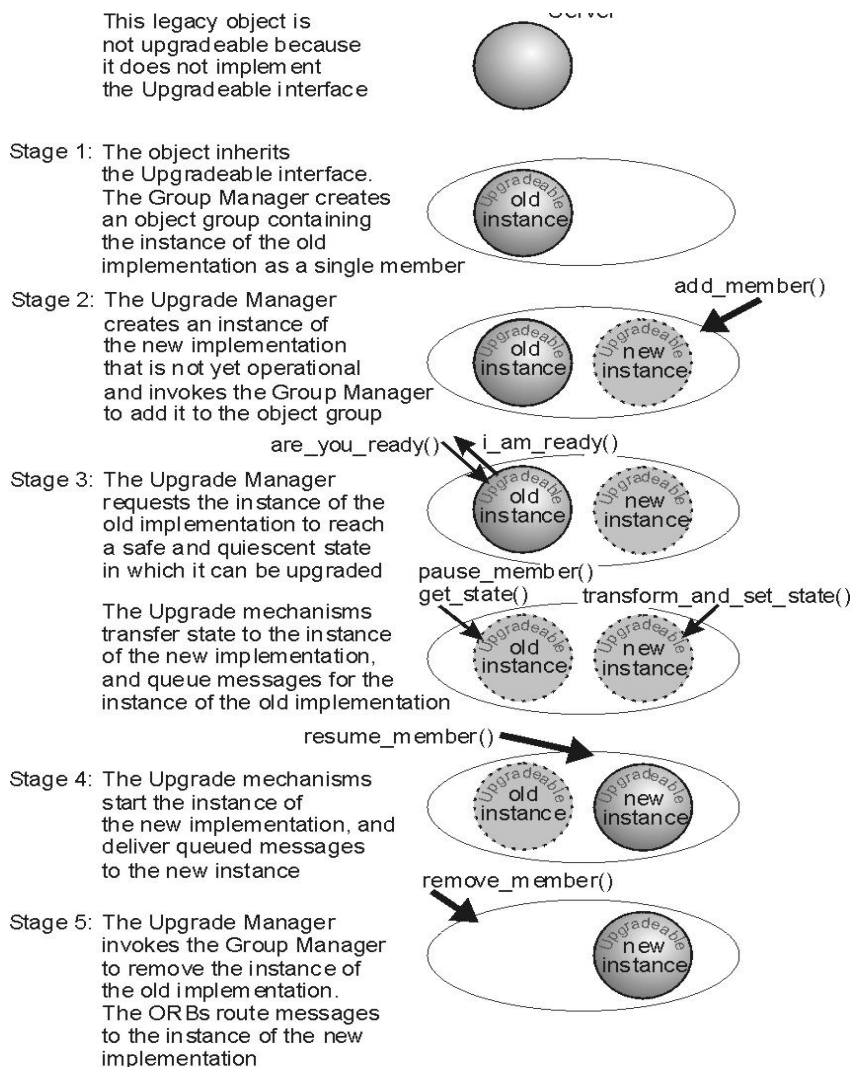 Server
This legacy object is
not upgradeable because
it does not implement
the Upgradeable interface
Stage 1: The object inherits
the Upgradeable interface.
The Group Manager creates
an object group containing
the instance of the old
implementation as a single member
Upgradeable
old
instance
Stage 2: The Upgrade Manager
creates an instance of
the new implementation
that is not yet operational
and invokes the Group Manager
to add it to the object group
add_member()
Upgradeable
old
instance
Upgradeable
new
instance
are_you_ready()
i_am_ready()
Stage 3: The Upgrade Manager
requests the instance of the
old implementation to reach
a safe and quiescent state
in which it can be upgraded
Upgradeable
old
instance
Upgradeable
new
instance
pause_member()
get_state()
transform_and_set_state()
The Upgrade mechanisms
transfer state to the instance
of the new implementation,
and queue messages for the
instance of the old implementation
Upgradeable
old
instance
Upgradeable
new
instance
resume_member()
Stage 4: The Upgrade mechanisms
start the instance of
the new implementation, and
deliver queued messages
to the new instance
Upgradeable
old
instance
Upgradeable
new
instance
remove_member()
Stage 5: The Upgrade Manager
invokes the Group Manager
to remove the instance of
the old implementation.
The ORBs route messages
to the instance of the new
implementation
Upgradeable
new
instance